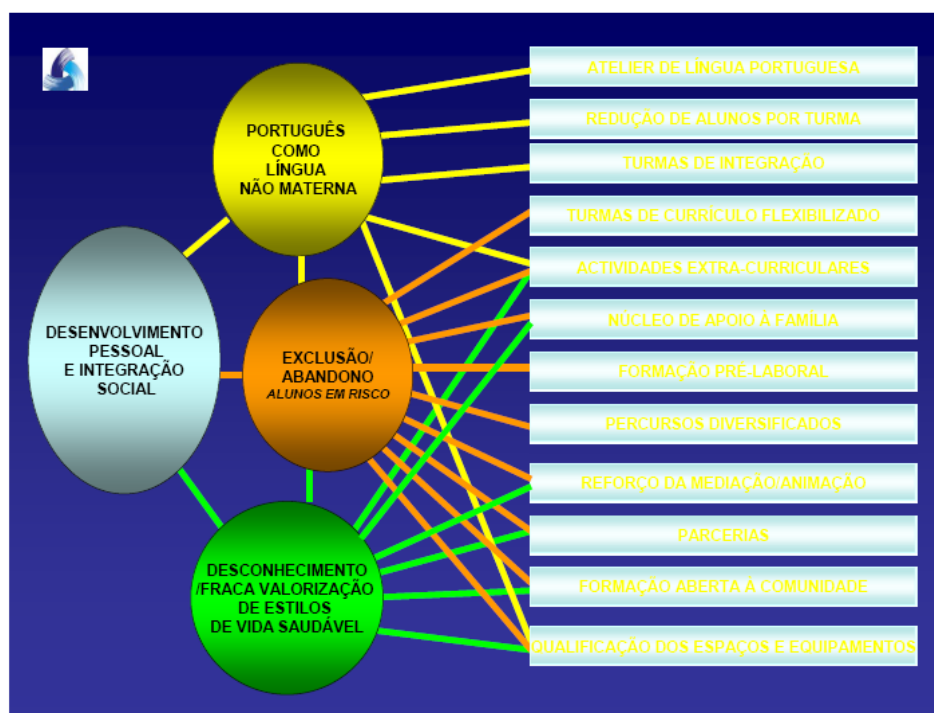 DESENVOLVIMENTO
PESSOAL
E INTEGRAÇÃO
SOCIAL
PORTUGUÊS
COMO
LÍNGUA
NÃO MATERNA
EXCLUSÃO/
ABANDONO
ALUNOS EM RISCO
DESCONHECIMENTO
/FRACA VALORIZAÇÃO
DE ESTILOS
DE VIDA SAUDÁVEL
ATELIER DE LÍNGUA PORTUGUESA
REDUÇÃO DE ALUNOS POR TURMA
TURMAS DE INTEGRAÇÃO
TURMAS DE CURRÍCULO FLEXIBILIZADO
ACTIVIDADES EXTRA-CURRICULARES
NÚCLEO DE APOIO À FAMÍLIA
FORMAÇÃO PRÉ-LABORAL
PERCURSOS DIVERSIFICADOS
REFORÇO DA MEDIAÇÃO/ANIMAÇÃO
PARCERIAS
FORMAÇÃO ABERTA À COMUNIDADE
QUALIFICAÇÃO DOS ESPAÇOS E EQUIPAMENTOS